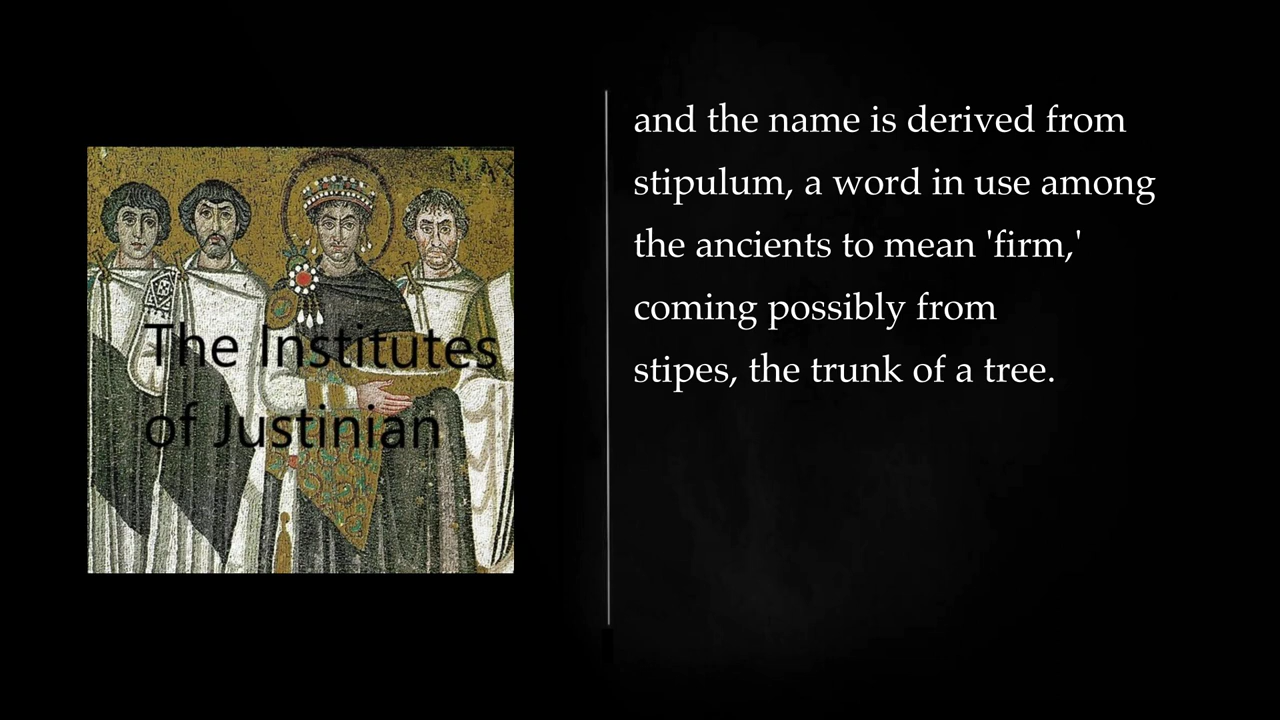 The Institutes
of Justinian
and the name is derived from
stipulum, a word in use among
the ancients to mean 'firm,'
coming possibly from
stipes, the trunk of a tree.